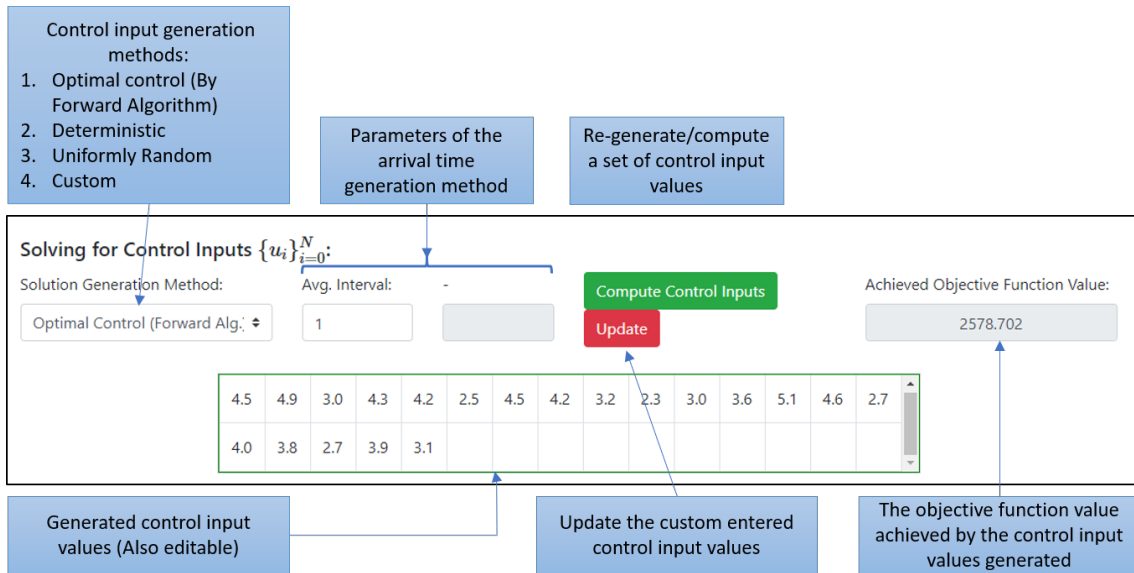 Control input generation
methods:
1. Optimal control (By
Forward Algorithm)
2. Deterministic
3. Uniformly Random
4. Custom
Parameters of the
arrival time
generation method
Re-generate/compute
a set of control input
values
Solving for Control Inputs {u_i}_{i=0}^N:
Solution Generation Method:
Avg. Interval:
-
Compute Control Inputs
Achieved Objective Function Value:
Optimal Control (Forward Alg.)
1
Update
2578.702
4.5 4.9 3.0 4.3 4.2 2.5 4.5 4.2 3.2 2.3 3.0 3.6 5.1 4.6 2.7
4.0 3.8 2.7 3.9 3.1
Generated control input
values (Also editable)
Update the custom entered
control input values
The objective function value
achieved by the control input
values generated